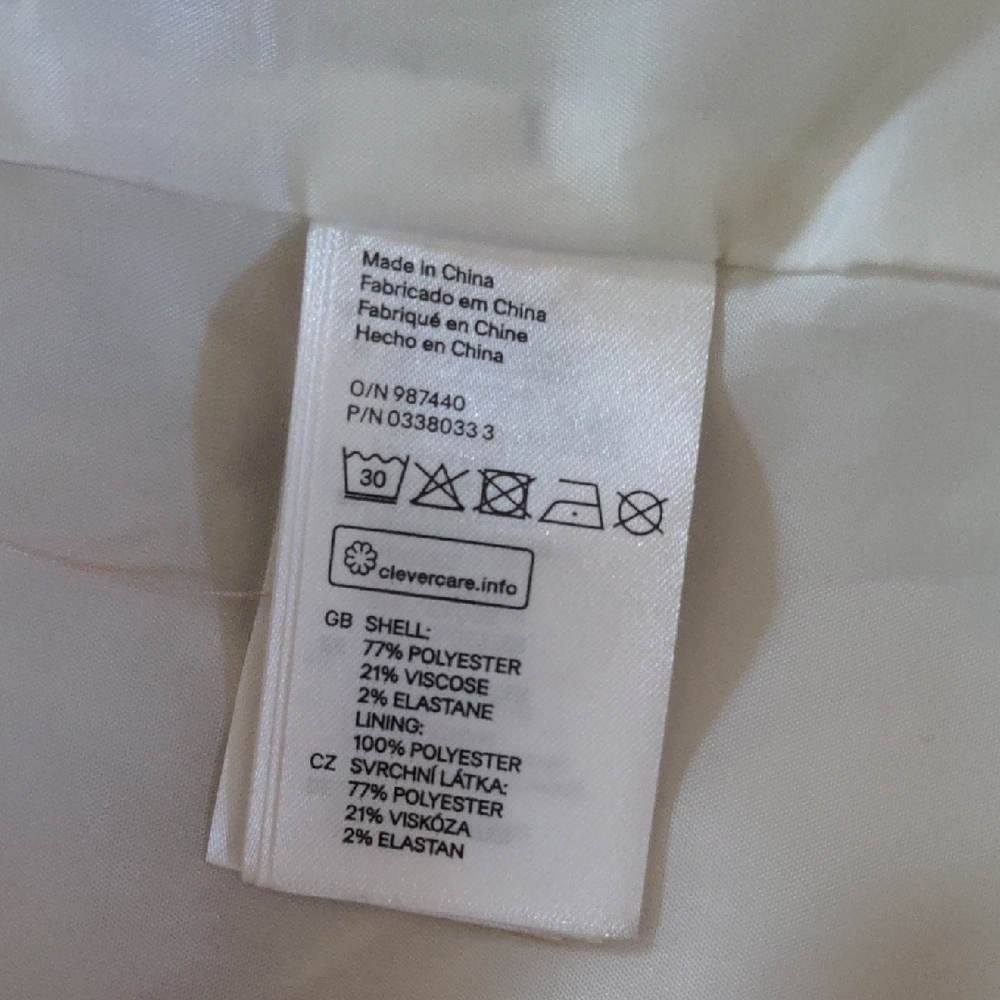 Made in China
Fabricado em China
Fabriqué en Chine
Hecho en China
O/N 987440
P/N 0338033 3
30
clevercare.info
GB SHELL:
77% POLYESTER
21% VISCOSE
2% ELASTANE
LINING:
100% POLYESTER
CZ SVRCHNÍ LÁTKA:
77% POLYESTER
21% VISKÓZA
2% ELASTAN